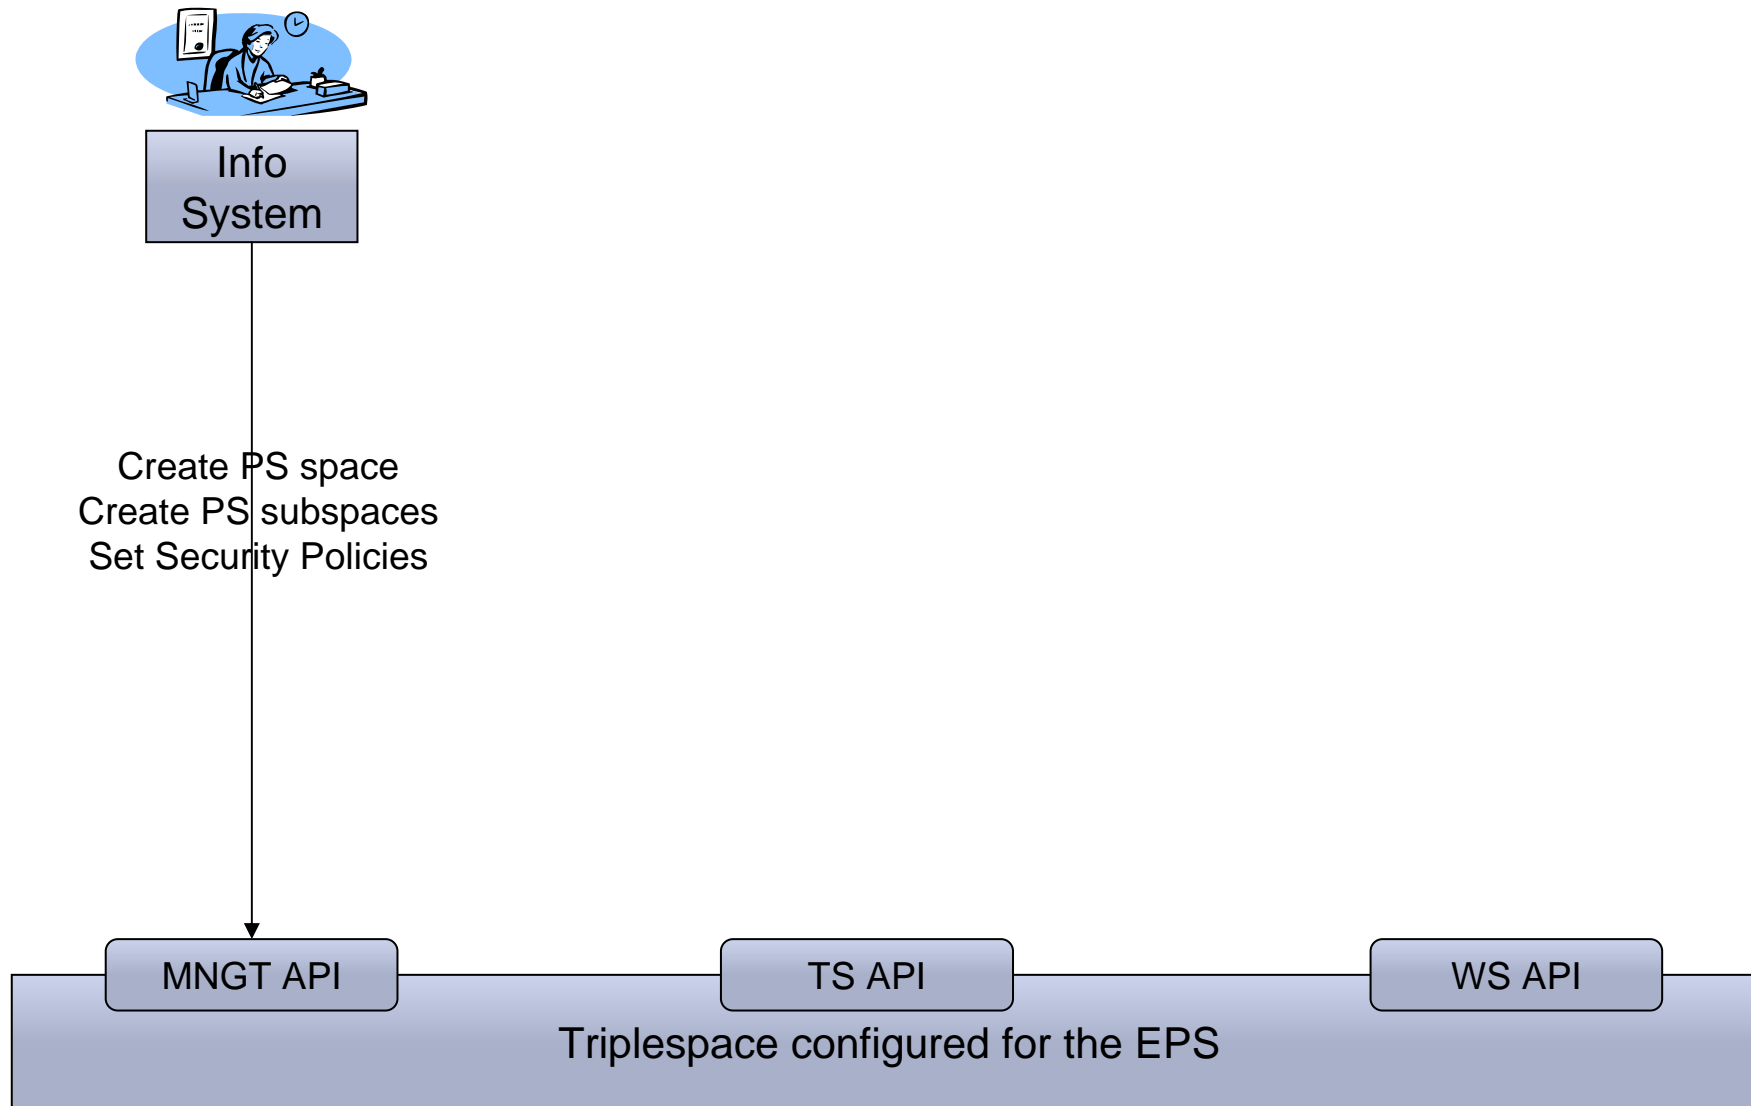 Info
System
Create PS space
Create PS subspaces
Set Security Policies
MNGT API
TS API
WS API
Triplespace configured for the EPS